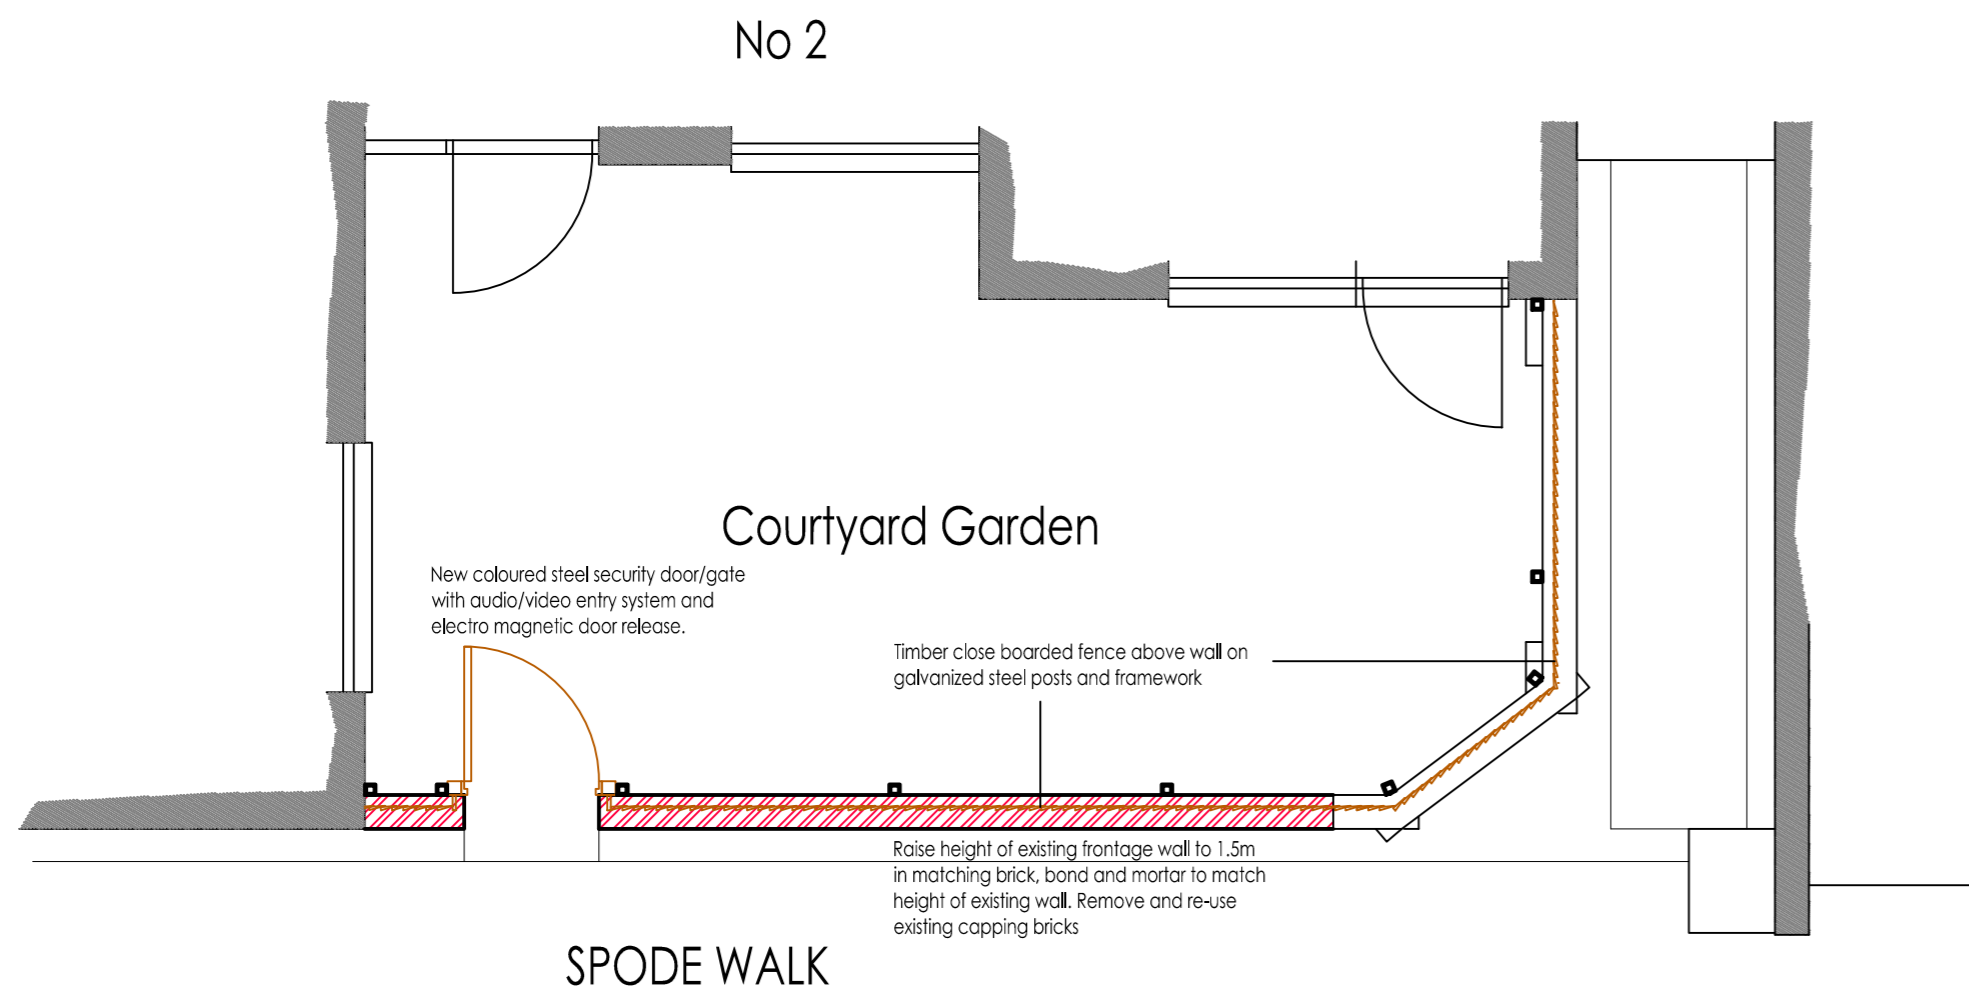 No 2
Courtyard Garden
New coloured steel security door/gate
with audio/video entry system and
electro magnetic door release.
Timber close boarded fence above wall on
galvanized steel posts and framework
Raise height of existing frontage wall to 1.5m
in matching brick, bond and mortar to match
height of existing wall. Remove and re-use
existing capping bricks
SPODE WALK